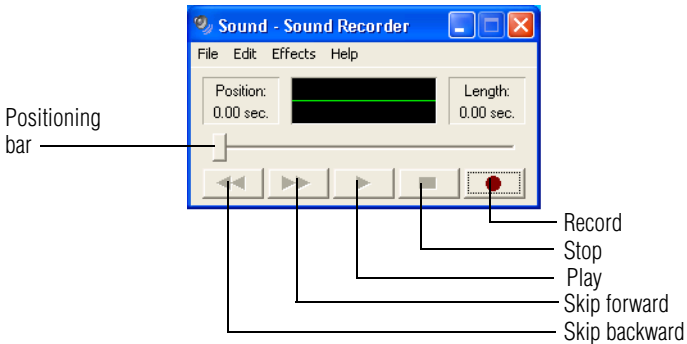 Sound - Sound Recorder
File Edit Effects Help
Position:
0.00 sec.
Length:
0.00 sec.
Positioning
bar
Record
Stop
Play
Skip forward
Skip backward